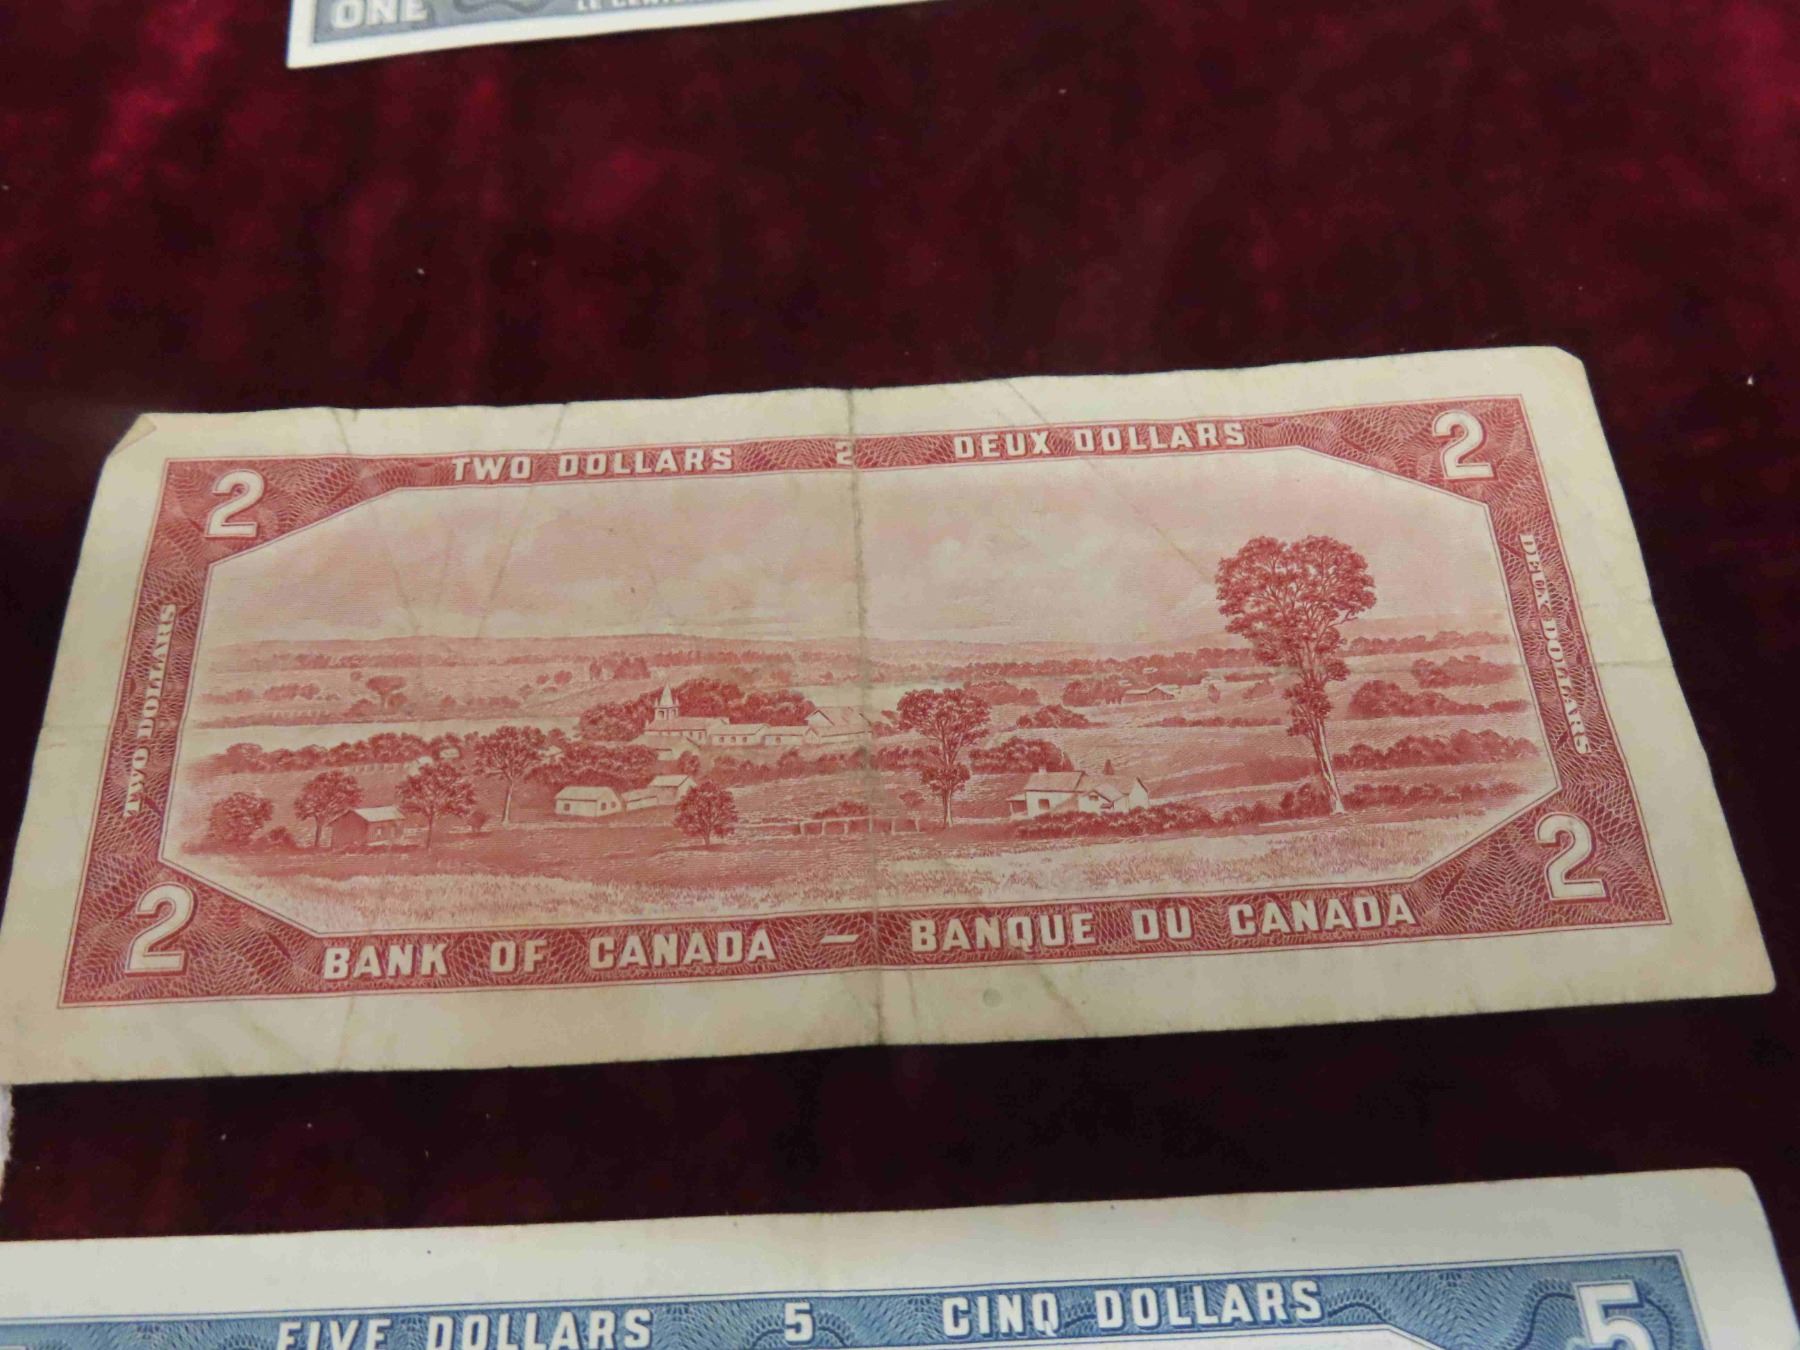 ONE
TWO DOLLARS 2 DEUX DOLLARS
2 2
TWO DOLLARS
DEUX DOLLARS
2 2
BANK OF CANADA — BANQUE DU CANADA
FIVE DOLLARS 5 CINQ DOLLARS
5